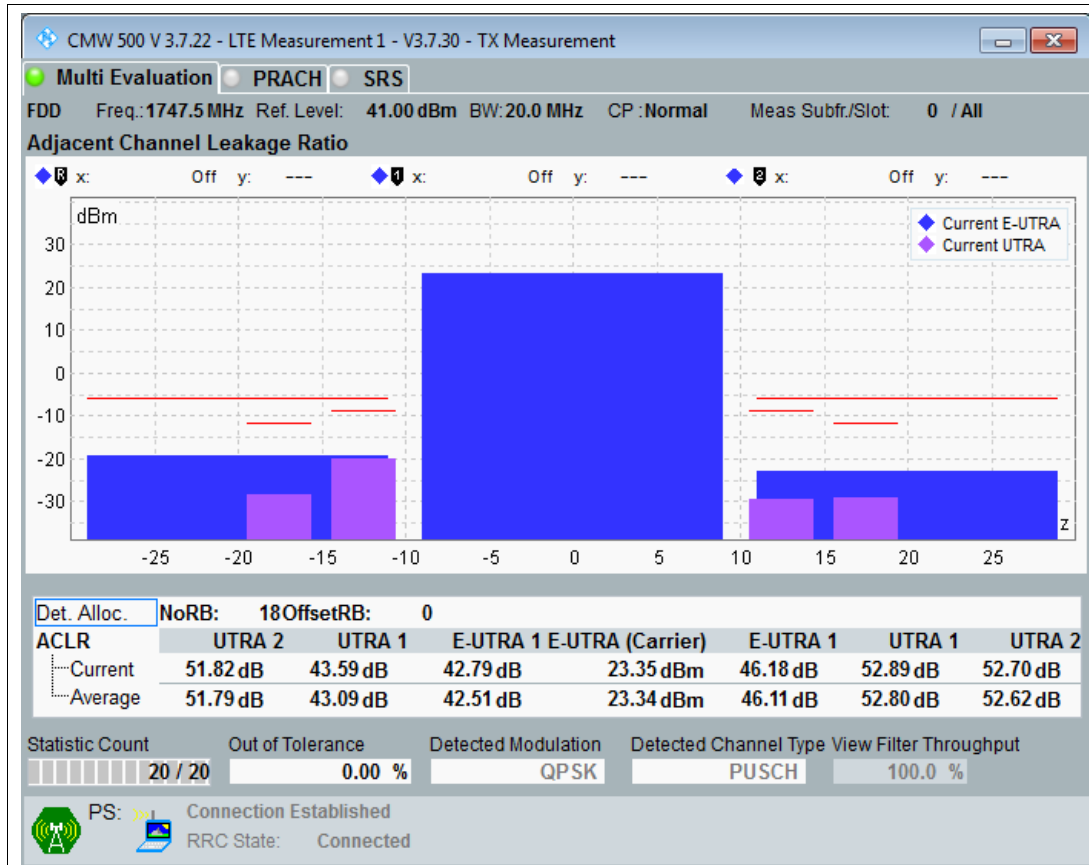 CMW 500 V 3.7.22 - LTE Measurement 1 - V3.7.30 - TX Measurement
Multi Evaluation PRACH SRS
FDD Freq.: 1747.5 MHz Ref. Level: 41.00 dBm BW: 20.0 MHz CP : Normal Meas Subfr./Slot: 0 / All
Adjacent Channel Leakage Ratio
R x: Off y: --- 1 x: Off y: --- 2 x: Off y: ---
dBm
Current E-UTRA
Current UTRA
30
20
10
0
-10
-20
-30
z
-25 -20 -15 -10 -5 0 5 10 15 20 25
Det. Alloc. NoRB: 18 OffsetRB: 0
ACLR UTRA 2 UTRA 1 E-UTRA 1 E-UTRA (Carrier) E-UTRA 1 UTRA 1 UTRA 2
Current 51.82 dB 43.59 dB 42.79 dB 23.35 dBm 46.18 dB 52.89 dB 52.70 dB
Average 51.79 dB 43.09 dB 42.51 dB 23.34 dBm 46.11 dB 52.80 dB 52.62 dB
Statistic Count Out of Tolerance Detected Modulation Detected Channel Type View Filter Throughput
20 / 20 0.00 % QPSK PUSCH 100.0 %
PS: Connection Established
RRC State: Connected